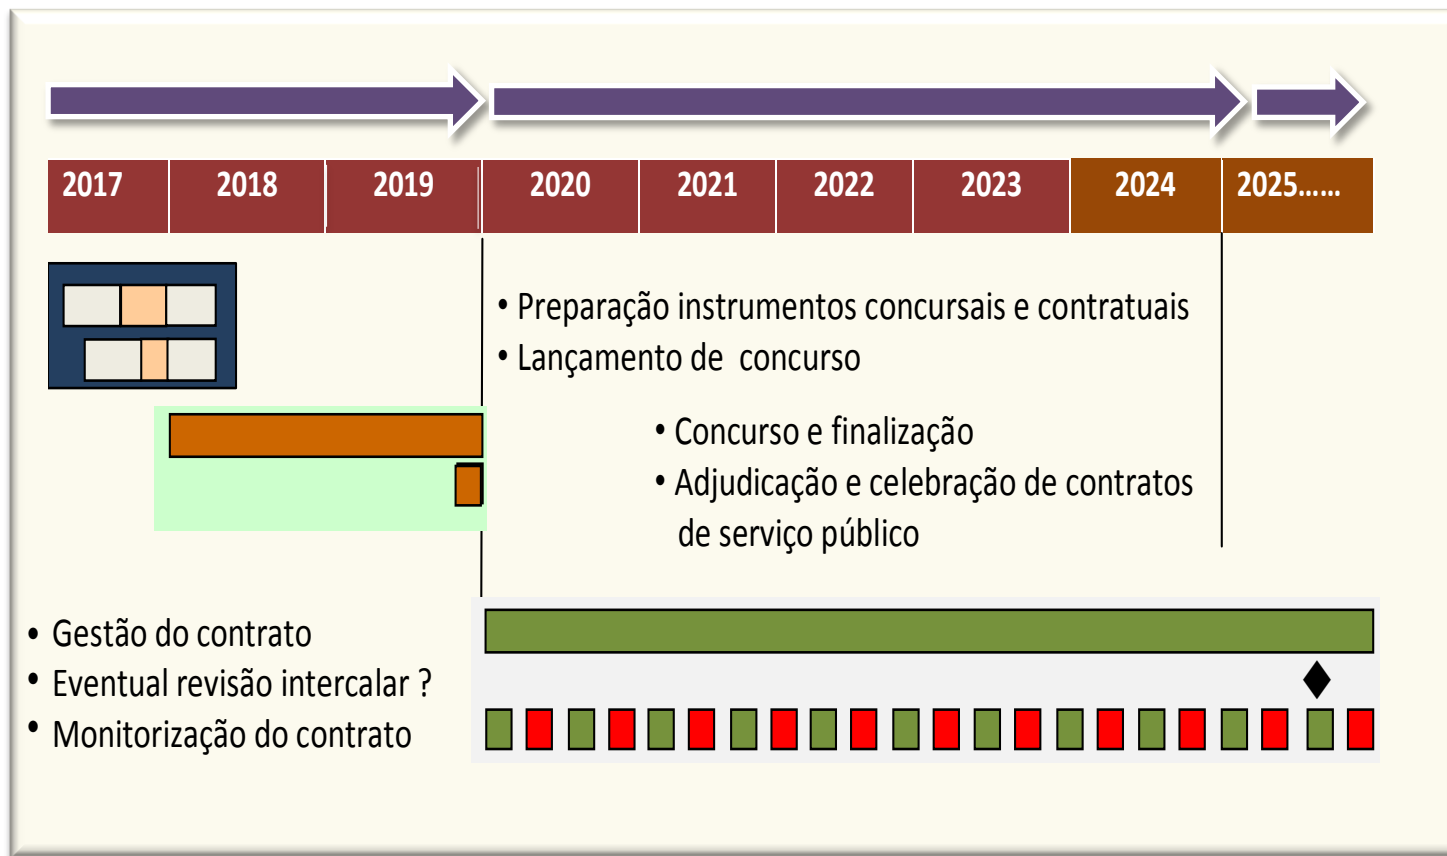 2017 2018 2019 2020 2021 2022 2023 2024 2025......
• Preparação instrumentos concursais e contratuais
• Lançamento de concurso
• Concurso e finalização
• Adjudicação e celebração de contratos
de serviço público
• Gestão do contrato
• Eventual revisão intercalar ?
• Monitorização do contrato